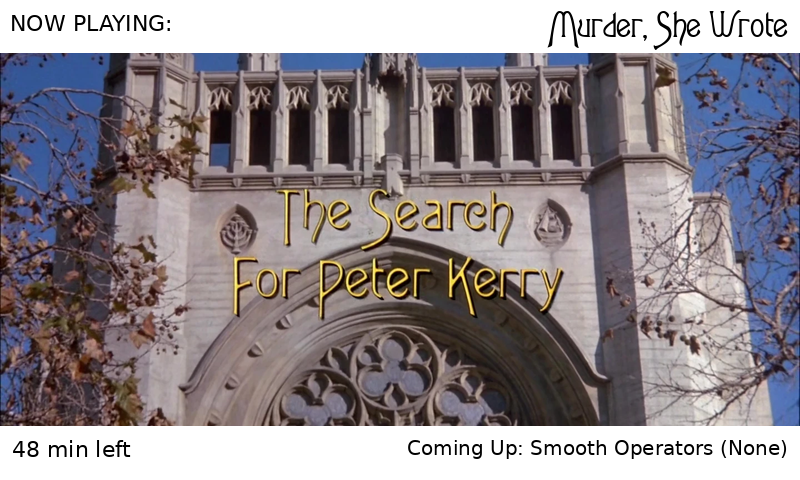 NOW PLAYING:
Murder, She Wrote
The Search
For Peter Kerry
48 min left
Coming Up: Smooth Operators (None)